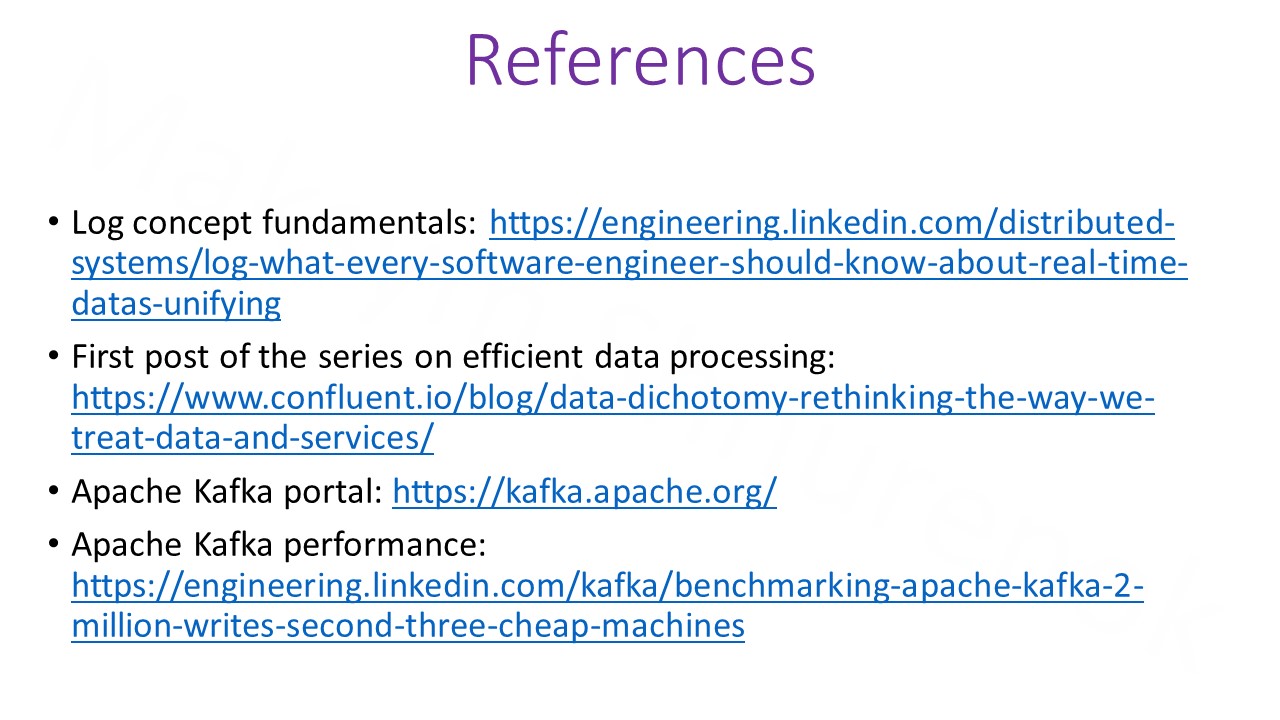 References
• Log concept fundamentals: https://engineering.linkedin.com/distributed-
systems/log-what-every-software-engineer-should-know-about-real-time-
datas-unifying
• First post of the series on efficient data processing:
https://www.confluent.io/blog/data-dichotomy-rethinking-the-way-we-
treat-data-and-services/
• Apache Kafka portal: https://kafka.apache.org/
• Apache Kafka performance:
https://engineering.linkedin.com/kafka/benchmarking-apache-kafka-2-
million-writes-second-three-cheap-machines